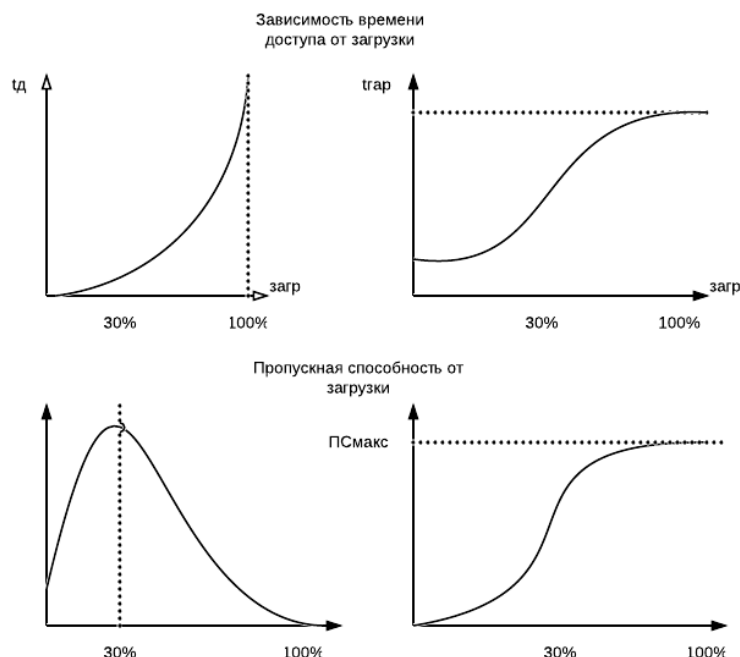 Зависимость времени
доступа от загрузки
tд
tгар
загр
загр
30%
100%
30%
100%
Пропускная способность от
загрузки
ПСмакс
30%
100%
30%
100%